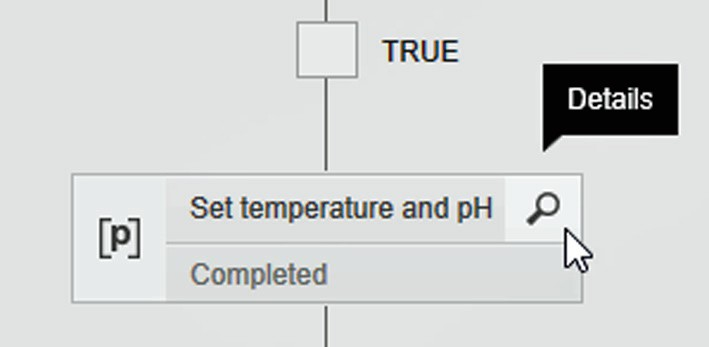 TRUE
Details
[p]
Set temperature and pH
Completed